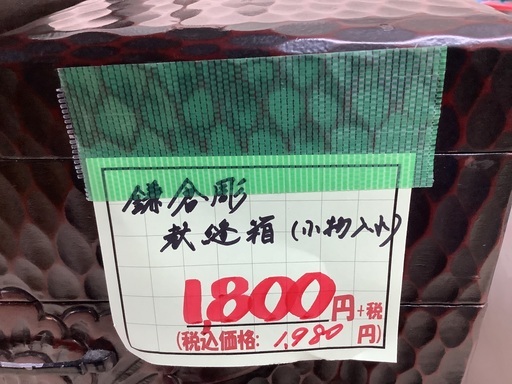 鎌倉彫
裁縫箱(小物入れ)
1,800円+税
(税込価格: 1,980円)